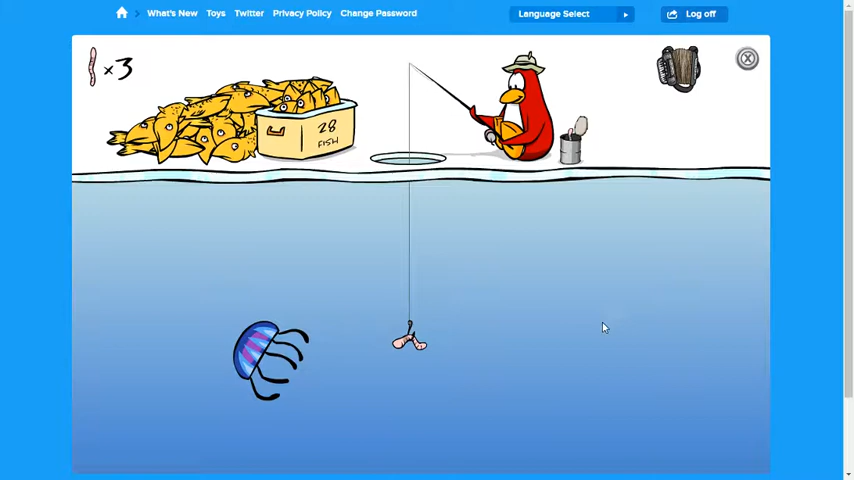 What's New Toys Twitter Privacy Policy Change Password Language Select Log off
×3
28
FISH